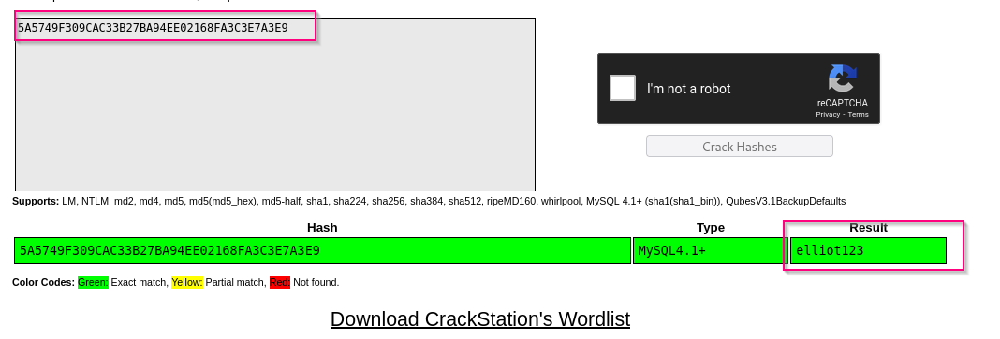 5A5749F309CAC33B27BA94EE02168FA3C3E7A3E9
I'm not a robot
reCAPTCHA
Privacy - Terms
Crack Hashes
Supports: LM, NTLM, md2, md4, md5, md5(md5_hex), md5-half, sha1, sha224, sha256, sha384, sha512, ripeMD160, whirlpool, MySQL 4.1+ (sha1(sha1_bin)), QubesV3.1BackupDefaults
Hash Type Result
5A5749F309CAC33B27BA94EE02168FA3C3E7A3E9 MySQL4.1+ elliot123
Color Codes: Green: Exact match, Yellow: Partial match, Red: Not found.
Download CrackStation's Wordlist